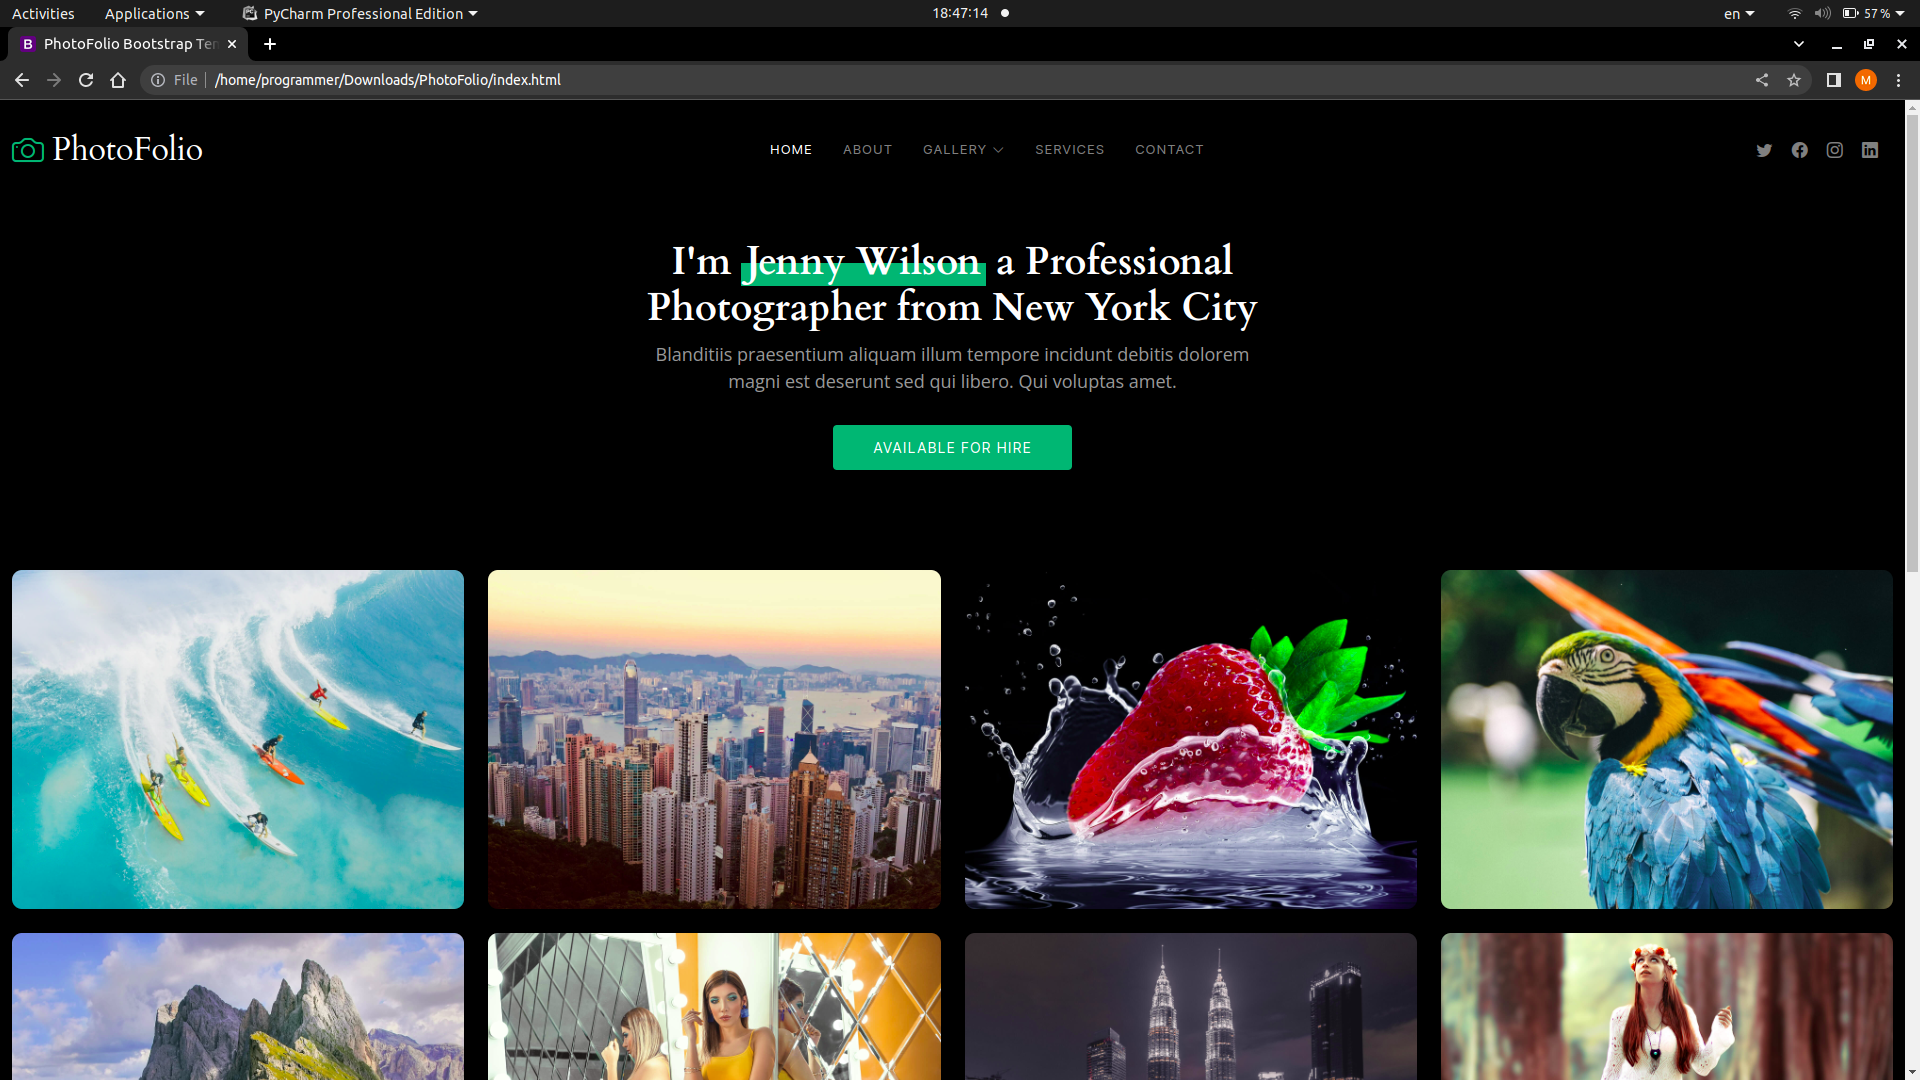 Activities Applications PyCharm Professional Edition 18:47:14 en 57 %
B PhotoFolio Bootstrap Ten
File /home/programmer/Downloads/PhotoFolio/index.html M
PhotoFolio HOME ABOUT GALLERY SERVICES CONTACT
I'm Jenny Wilson a Professional
Photographer from New York City
Blanditiis praesentium aliquam illum tempore incidunt debitis dolorem
magni est deserunt sed qui libero. Qui voluptas amet.
AVAILABLE FOR HIRE